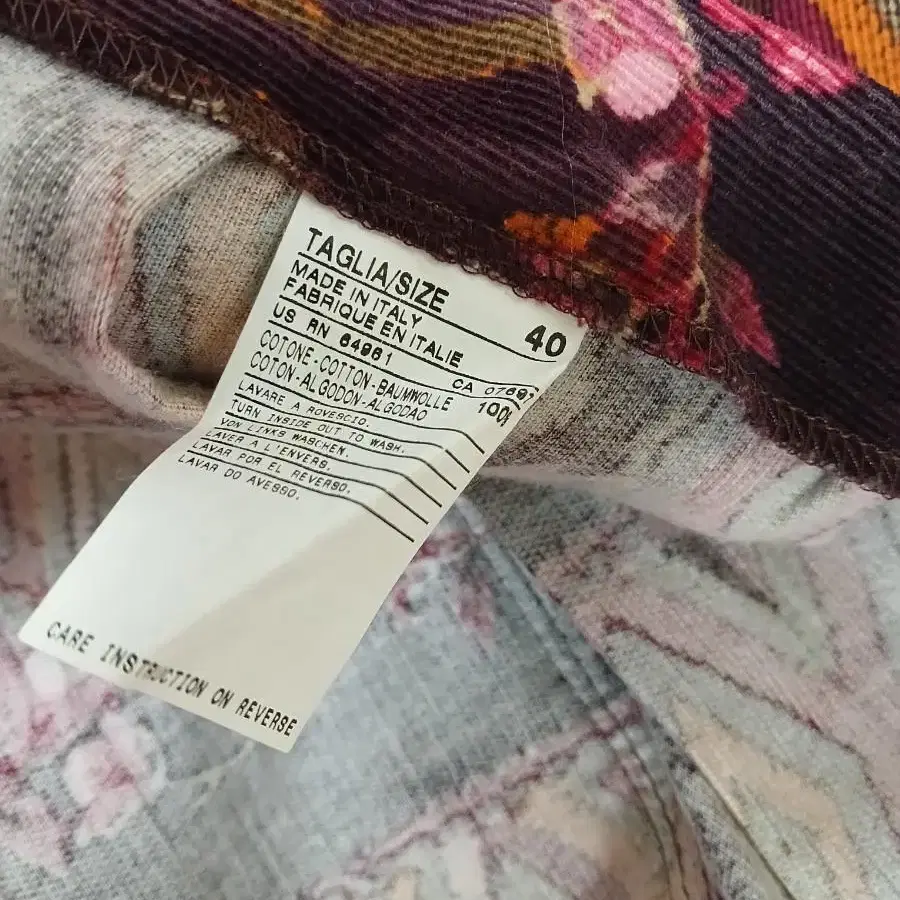 TAGLIA/SIZE 40
MADE IN ITALY
FABRIQUE EN ITALIE
US RN 64961 CA 07697
COTONE-COTTON-BAUMWOLLE
COTON-ALGODON-ALGODAO 100%
LAVARE A ROVESCIO.
TURN INSIDE OUT TO WASH.
VON LINKS WASCHEN.
LAVER A L'ENVERS.
LAVAR POR EL REVERSO.
LAVAR DO AVESSO.
CARE INSTRUCTION ON REVERSE